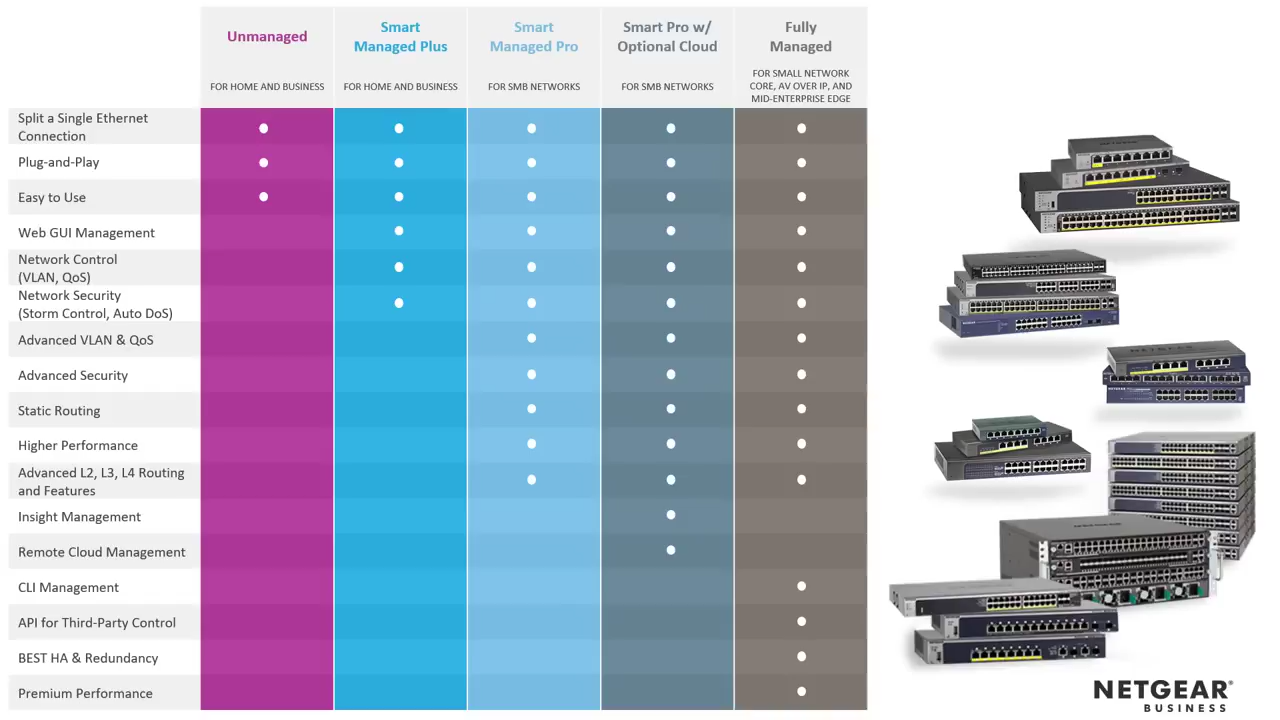 Unmanaged
Smart
Managed Plus
Smart
Managed Pro
Smart Pro w/
Optional Cloud
Fully
Managed
FOR HOME AND BUSINESS
FOR HOME AND BUSINESS
FOR SMB NETWORKS
FOR SMB NETWORKS
FOR SMALL NETWORK
CORE, AV OVER IP, AND
MID-ENTERPRISE EDGE
Split a Single Ethernet
Connection
Plug-and-Play
Easy to Use
Web GUI Management
Network Control
(VLAN, QoS)
Network Security
(Storm Control, Auto DoS)
Advanced VLAN & QoS
Advanced Security
Static Routing
Higher Performance
Advanced L2, L3, L4 Routing
and Features
Insight Management
Remote Cloud Management
CLI Management
API for Third-Party Control
BEST HA & Redundancy
Premium Performance
NETGEAR
NETGEAR
NETGEAR
NETGEAR
NETGEAR®
BUSINESS